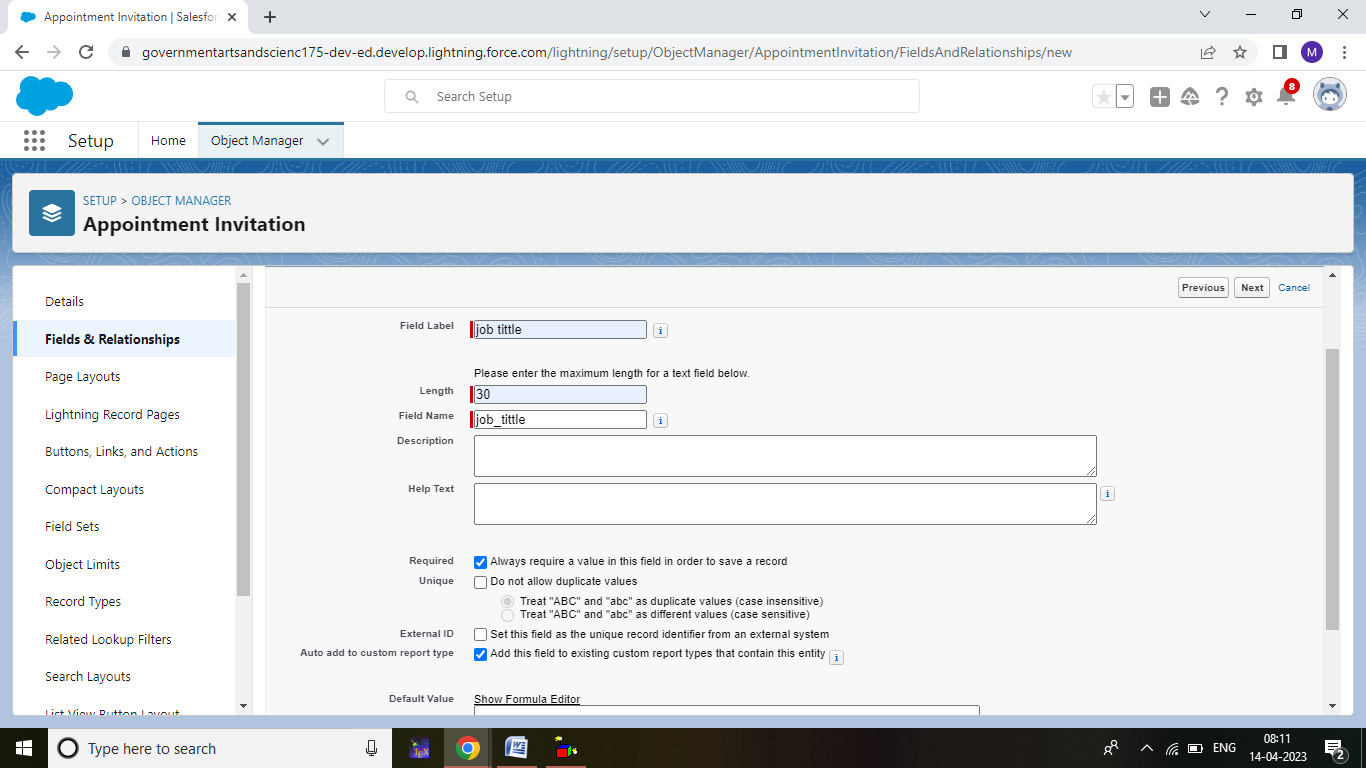 Appointment Invitation | Salesfor
governmentartsandscienc175-dev-ed.develop.lightning.force.com/lightning/setup/ObjectManager/AppointmentInvitation/FieldsAndRelationships/new
M
Search Setup
8
Setup
Home
Object Manager
SETUP > OBJECT MANAGER
Appointment Invitation
Details
Fields & Relationships
Page Layouts
Lightning Record Pages
Buttons, Links, and Actions
Compact Layouts
Field Sets
Object Limits
Record Types
Related Lookup Filters
Search Layouts
List View Button Layout
Previous Next Cancel
Field Label job tittle i
Please enter the maximum length for a text field below.
Length 30
Field Name job_tittle i
Description
Help Text i
Required Always require a value in this field in order to save a record
Unique Do not allow duplicate values
Treat "ABC" and "abc" as duplicate values (case insensitive)
Treat "ABC" and "abc" as different values (case sensitive)
External ID Set this field as the unique record identifier from an external system
Auto add to custom report type Add this field to existing custom report types that contain this entity i
Default Value Show Formula Editor
Type here to search
ENG
08:11
14-04-2023
2